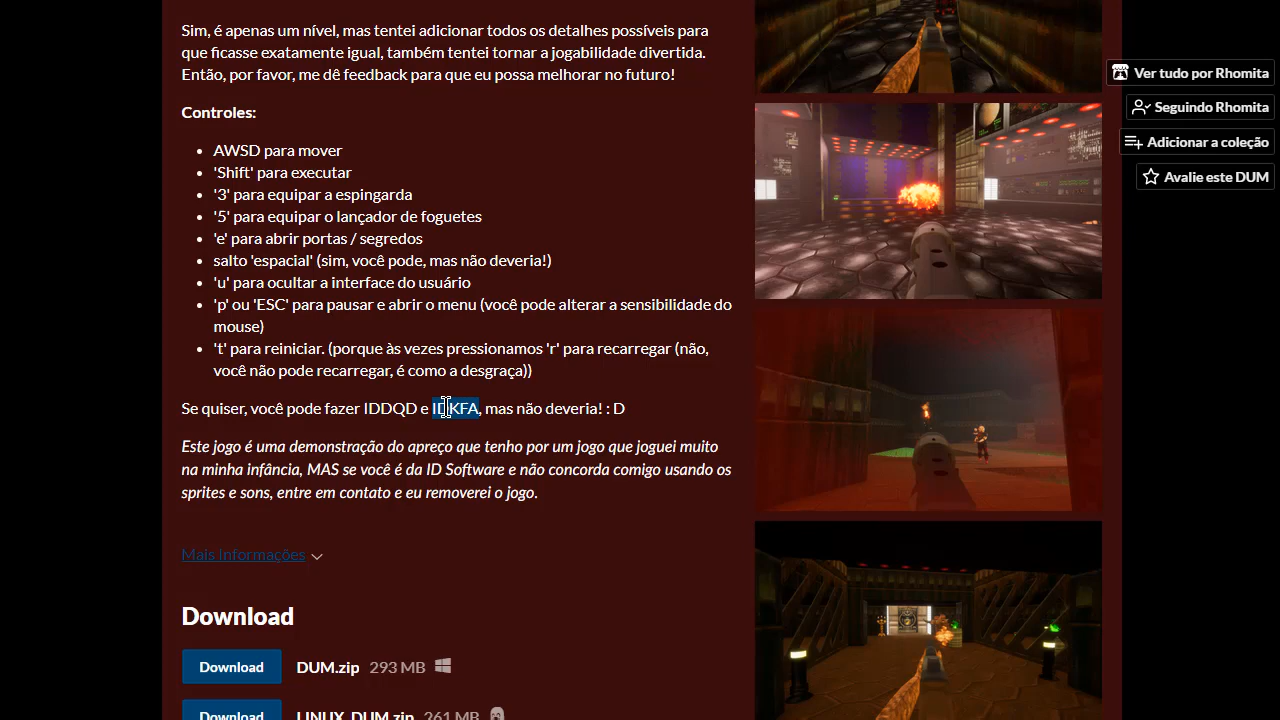 Sim, é apenas um nível, mas tentei adicionar todos os detalhes possíveis para
que ficasse exatamente igual, também tentei tornar a jogabilidade divertida.
Então, por favor, me dê feedback para que eu possa melhorar no futuro!
Controles:
AWSD para mover
'Shift' para executar
'3' para equipar a espingarda
'5' para equipar o lançador de foguetes
'e' para abrir portas / segredos
salto 'espacial' (sim, você pode, mas não deveria!)
'u' para ocultar a interface do usuário
'p' ou 'ESC' para pausar e abrir o menu (você pode alterar a sensibilidade do
mouse)
't' para reiniciar. (porque às vezes pressionamos 'r' para recarregar (não,
você não pode recarregar, é como a desgraça))
Se quiser, você pode fazer IDDQD e IDKFA, mas não deveria! : D
Este jogo é uma demonstração do apreço que tenho por um jogo que joguei muito
na minha infância, MAS se você é da ID Software e não concorda comigo usando os
sprites e sons, entre em contato e eu removerei o jogo.
Mais Informações
Download
Download DUM.zip 293 MB
Download LINUX_DUM.zip 261 MB
Ver tudo por Rhomita
Seguindo Rhomita
Adicionar a coleção
Avalie este DUM